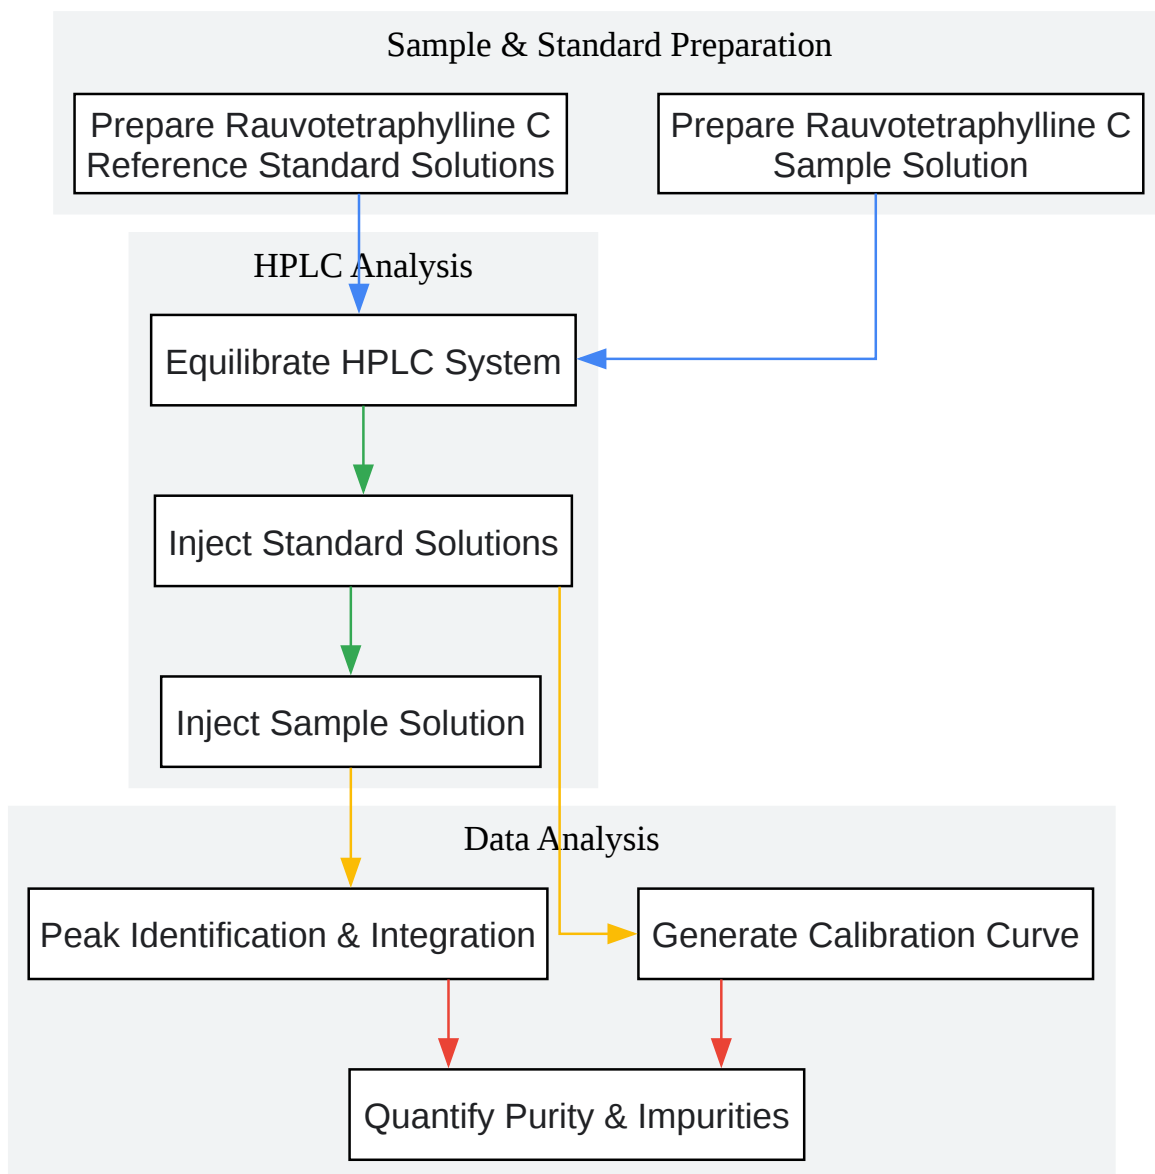 Sample & Standard Preparation
Prepare Rauvotetraphylline C
Reference Standard Solutions
Prepare Rauvotetraphylline C
Sample Solution
HPLC Analysis
Equilibrate HPLC System
Inject Standard Solutions
Inject Sample Solution
Data Analysis
Peak Identification & Integration
Generate Calibration Curve
Quantify Purity & Impurities